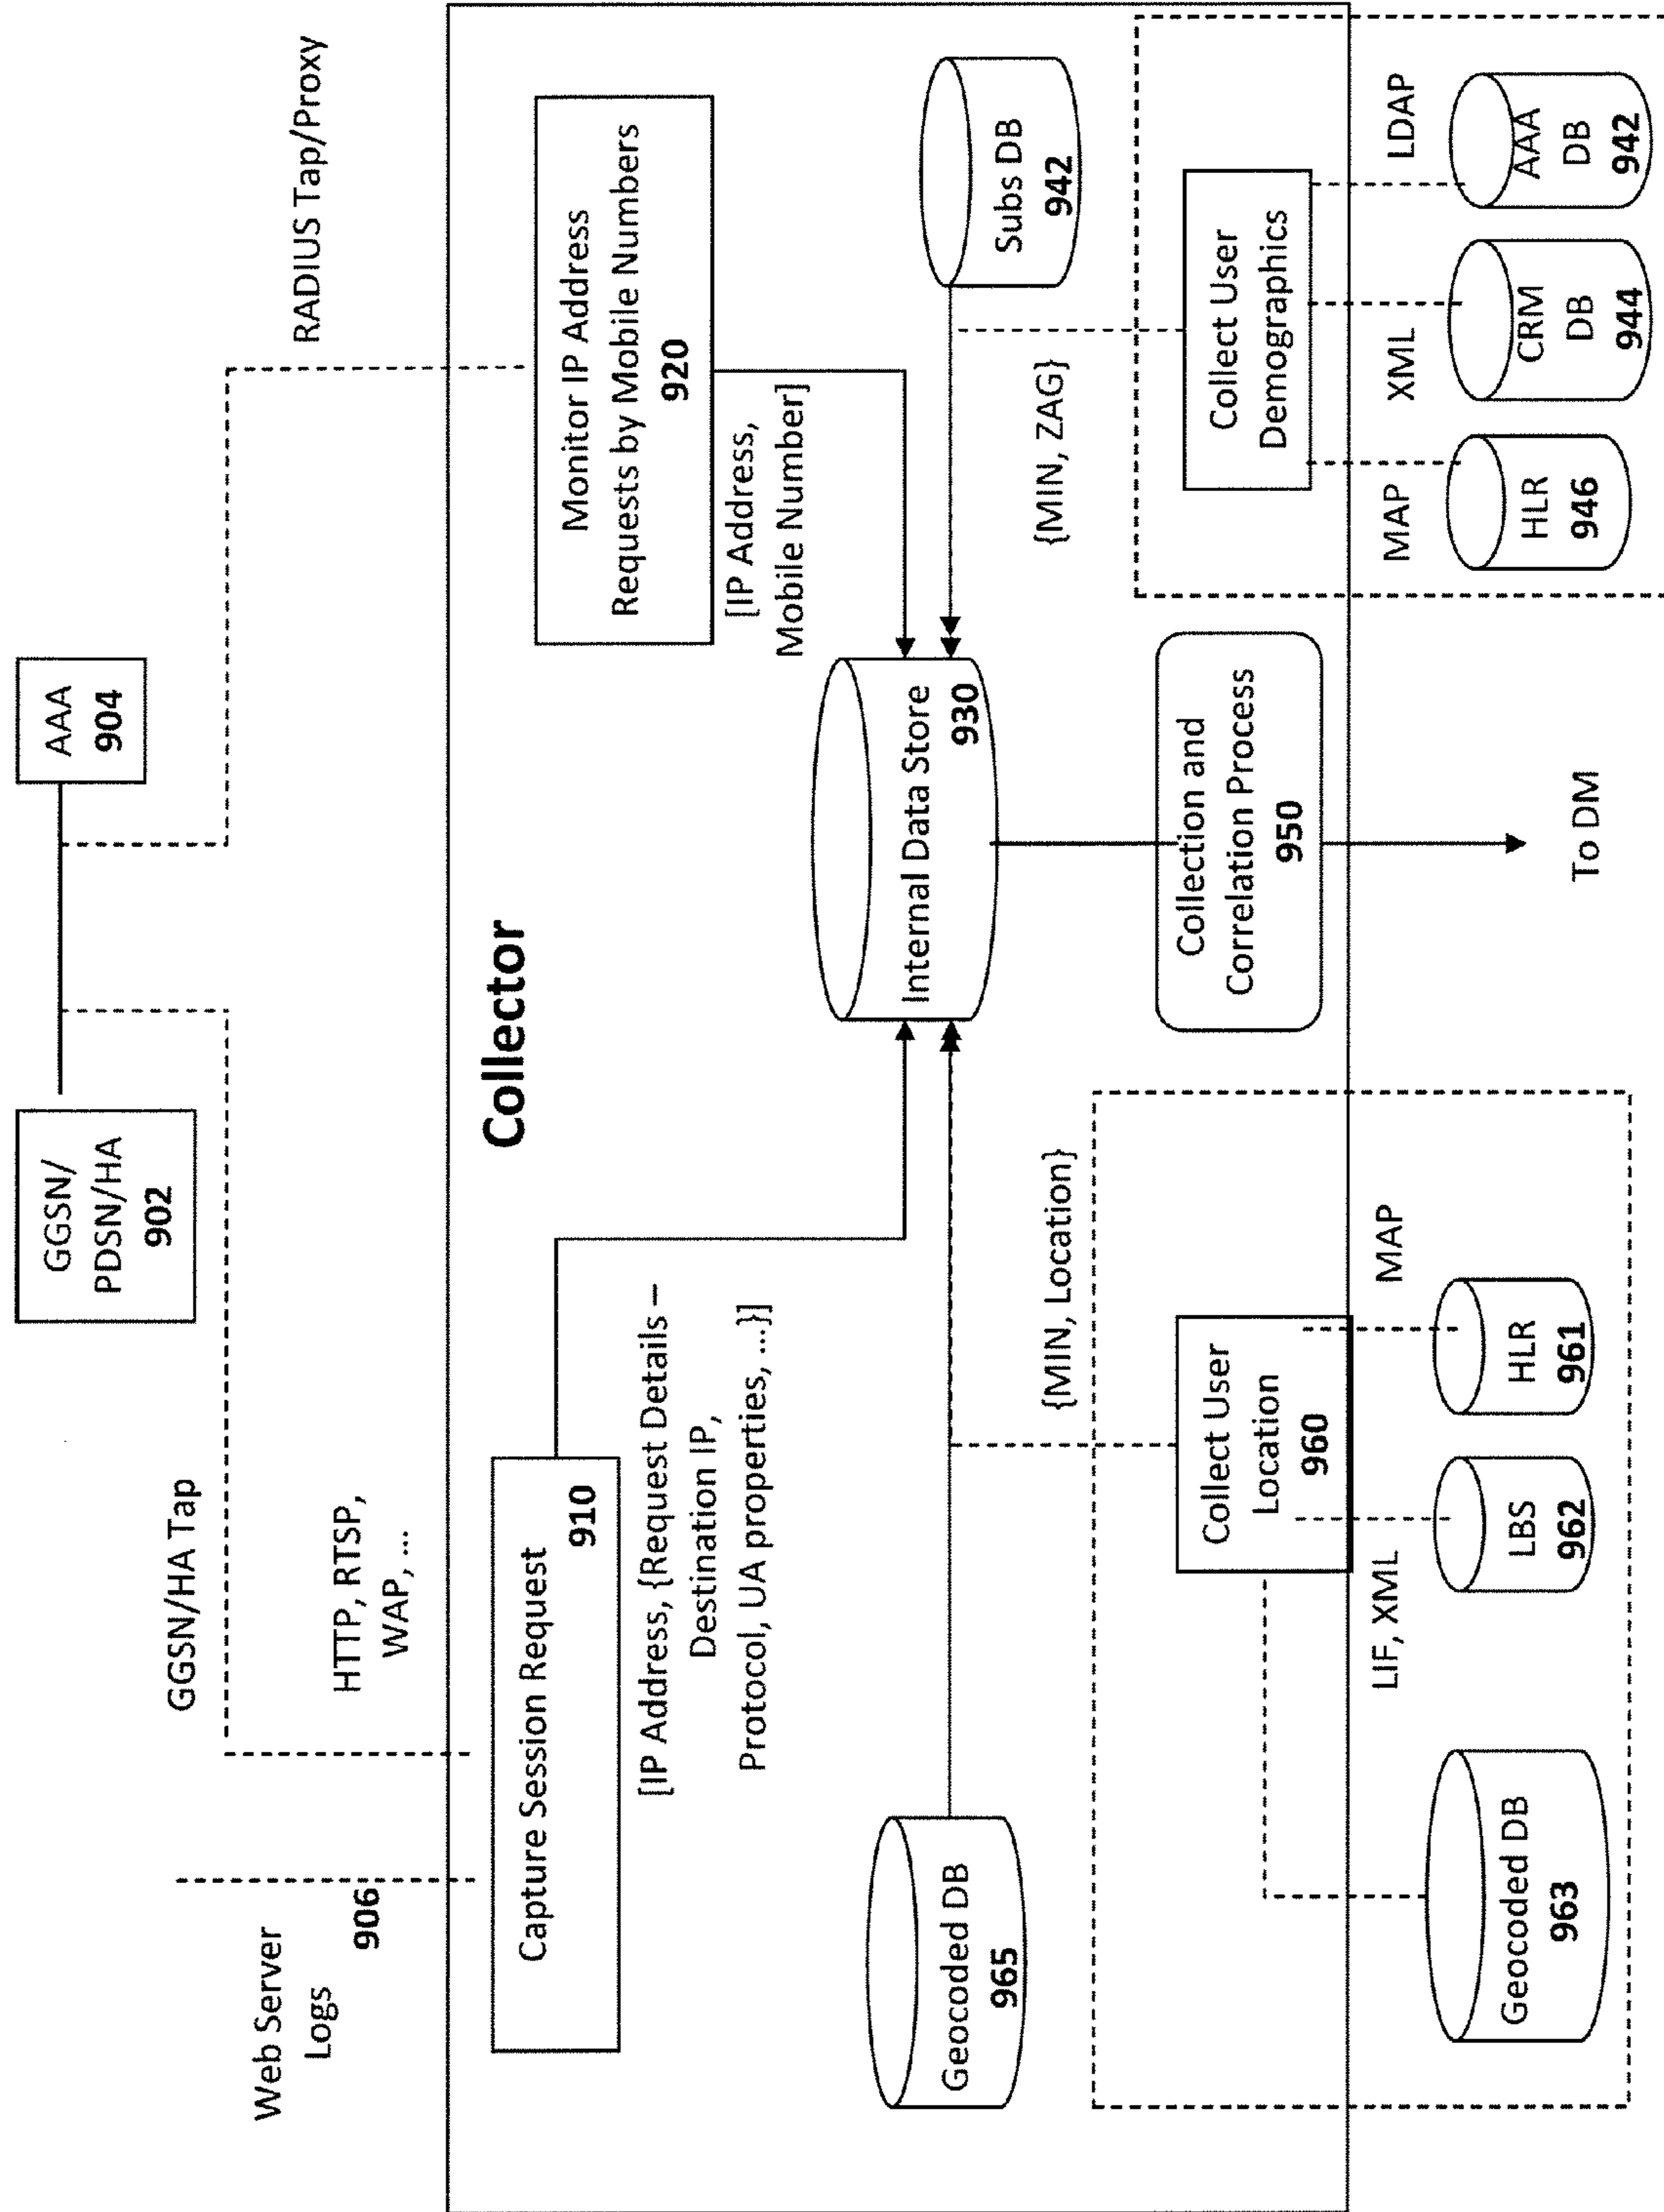 GGSN/
PDSN/HA
902
AAA
904
GGSN/HA Tap
RADIUS Tap/Proxy
Web Server
Logs
906
HTTP, RTSP,
WAP, ...
Collector
Capture Session Request
910
[IP Address, {Request Details –
Destination IP,
Protocol, UA properties, ...}]
Monitor IP Address
Requests by Mobile Numbers
920
[IP Address,
Mobile Number]
Geocoded DB
965
Internal Data Store
930
Subs DB
942
{MIN, Location}
{MIN, ZAG}
Collect User
Location
960
Collection and
Correlation Process
950
Collect User
Demographics
LIF, XML
MAP
MAP
XML
LDAP
Geocoded DB
963
LBS
962
HLR
961
To DM
HLR
946
CRM
DB
944
AAA
DB
942